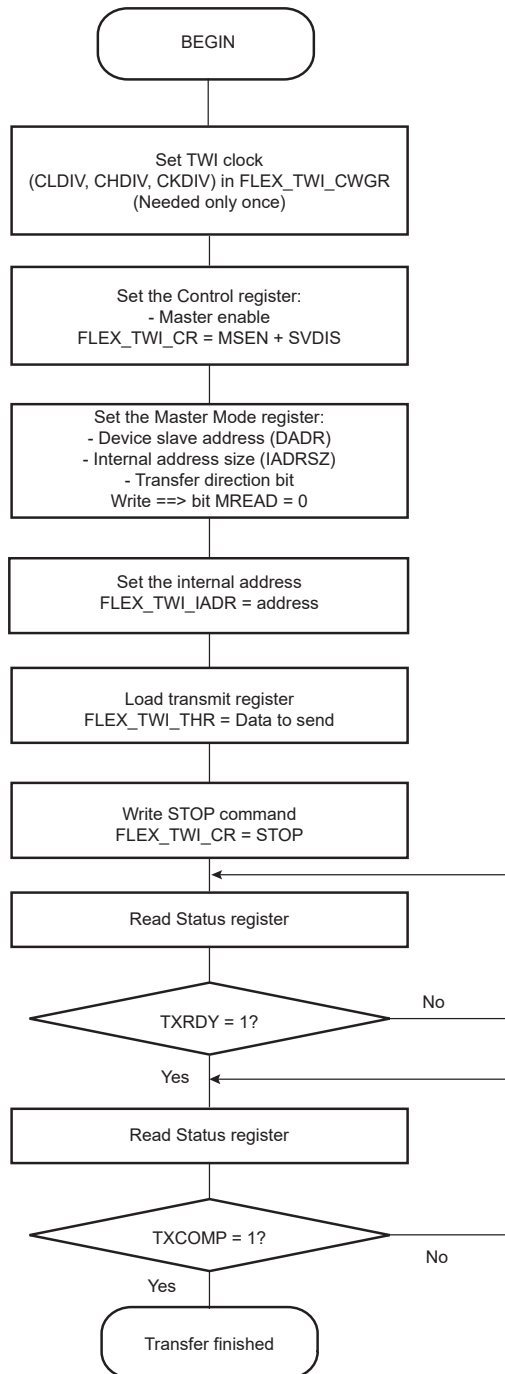 BEGIN
Set TWI clock
(CLDIV, CHDIV, CKDIV) in FLEX_TWI_CWGR
(Needed only once)
Set the Control register:
- Master enable
FLEX_TWI_CR = MSEN + SVDIS
Set the Master Mode register:
- Device slave address (DADR)
- Internal address size (IADRSZ)
- Transfer direction bit
Write ==> bit MREAD = 0
Set the internal address
FLEX_TWI_IADR = address
Load transmit register
FLEX_TWI_THR = Data to send
Write STOP command
FLEX_TWI_CR = STOP
Read Status register
TXRDY = 1?
No
Yes
Read Status register
TXCOMP = 1?
No
Yes
Transfer finished